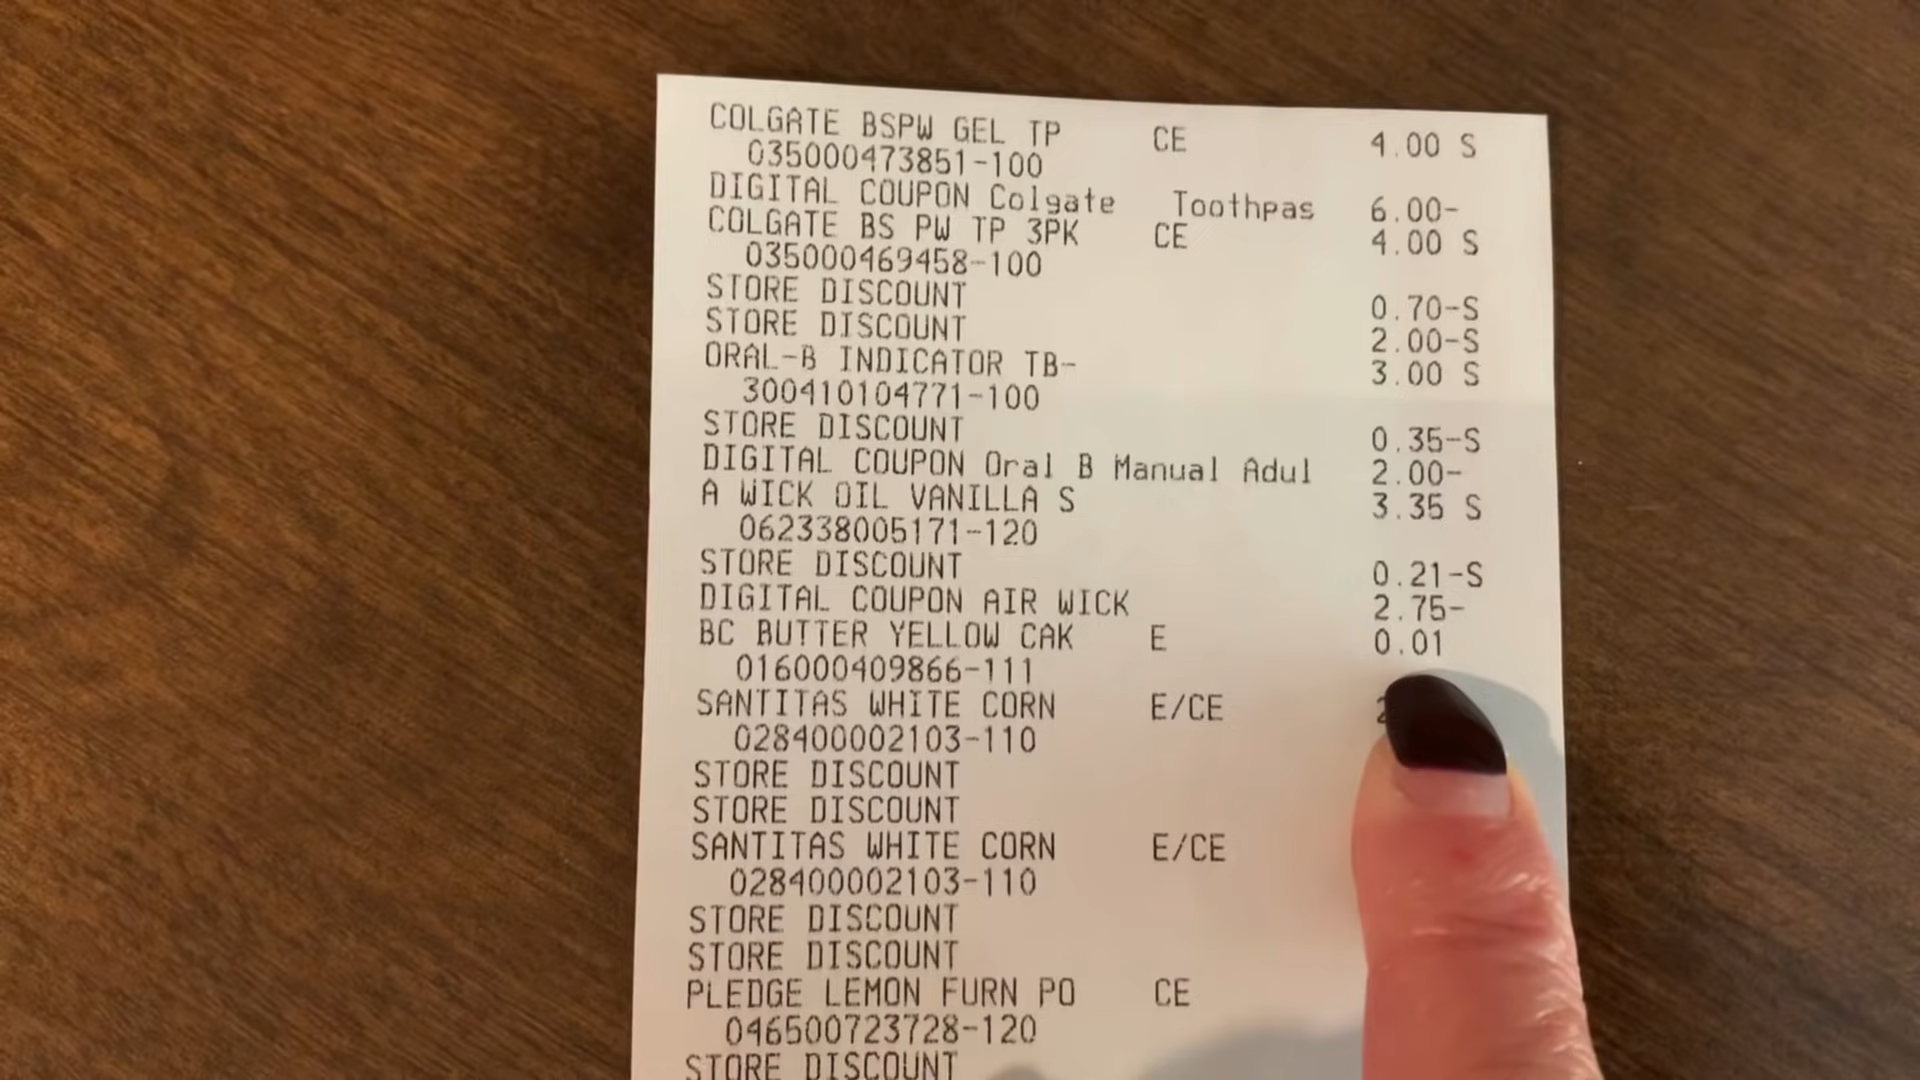 COLGATE BSPW GEL TP CE 4.00 S
035000473851-100
DIGITAL COUPON Colgate Toothpas 6.00-
COLGATE BS PW TP 3PK CE 4.00 S
035000469458-100
STORE DISCOUNT 0.70-S
STORE DISCOUNT 2.00-S
ORAL-B INDICATOR TB- 3.00 S
300410104771-100
STORE DISCOUNT 0.35-S
DIGITAL COUPON Oral B Manual Adul 2.00-
A WICK OIL VANILLA S 3.35 S
062338005171-120
STORE DISCOUNT 0.21-S
DIGITAL COUPON AIR WICK 2.75-
BC BUTTER YELLOW CAK E 0.01
016000409866-111
SANTITAS WHITE CORN E/CE
028400002103-110
STORE DISCOUNT
STORE DISCOUNT
SANTITAS WHITE CORN E/CE
028400002103-110
STORE DISCOUNT
STORE DISCOUNT
PLEDGE LEMON FURN PO CE
046500723728-120
STORE DISCOUNT